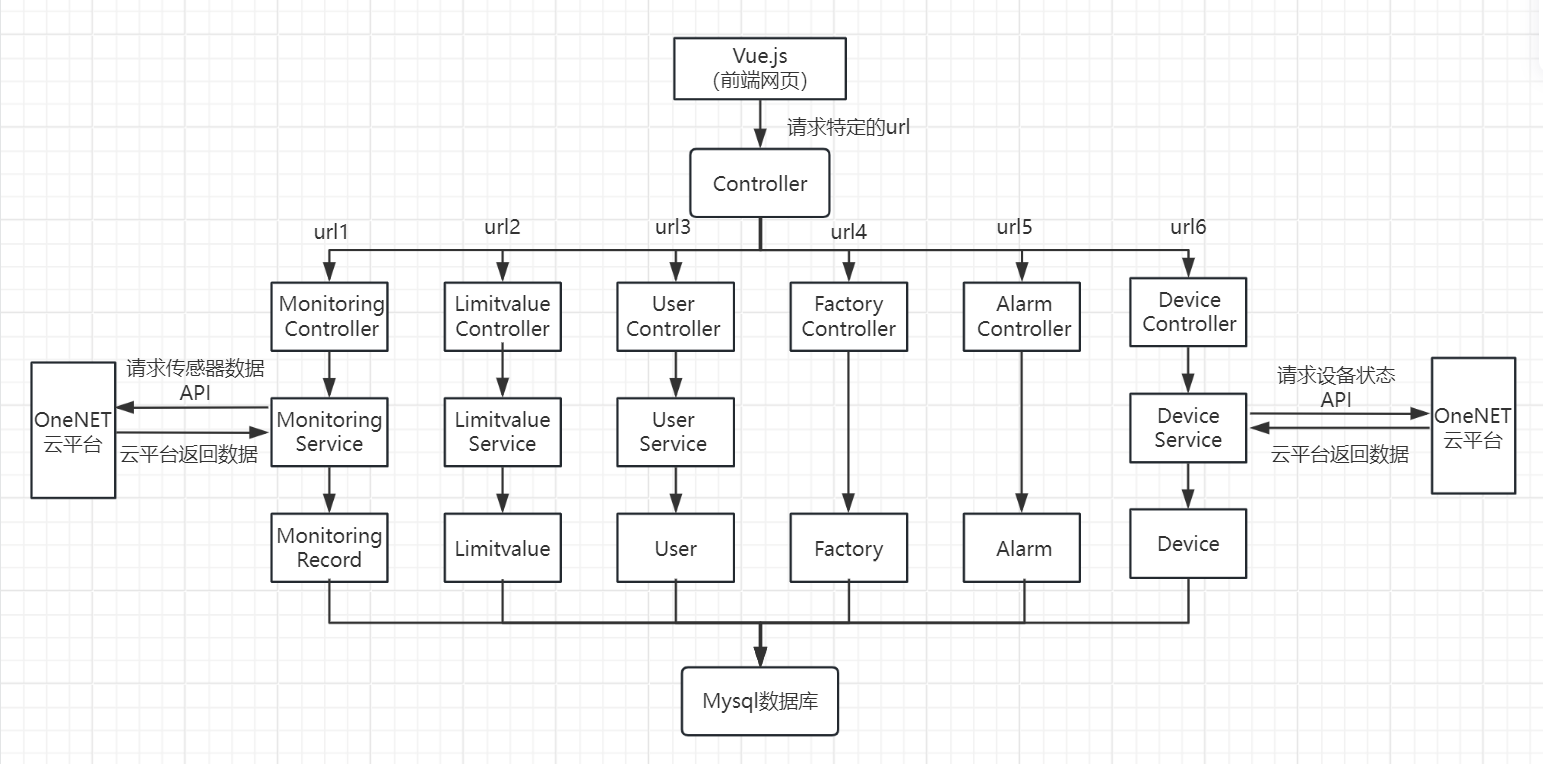 Vue.js
(前端网页)
请求特定的url
Controller
url1
url2
url3
url4
url5
url6
Monitoring
Controller
Limitvalue
Controller
User
Controller
Factory
Controller
Alarm
Controller
Device
Controller
请求传感器数据
API
OneNET
云平台
云平台返回数据
Monitoring
Service
Limitvalue
Service
User
Service
Device
Service
请求设备状态
API
云平台返回数据
OneNET
云平台
Monitoring
Record
Limitvalue
User
Factory
Alarm
Device
Mysql数据库